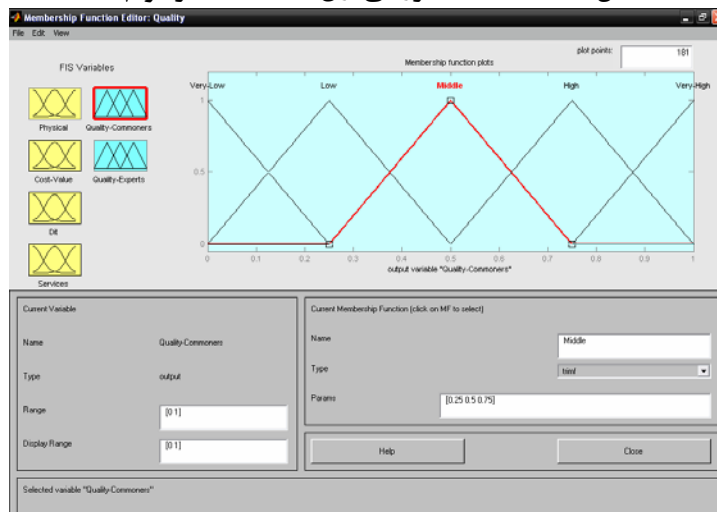 Membership Function Editor: Quality
File Edit View
FIS Variables
Physical
Quality-Commoners
Cost-Value
Quality-Experts
Services
Membership function plots
plot points:
181
Very-Low
Low
Middle
High
Very-High
1
0.5
0
0 0.1 0.2 0.3 0.4 0.5 0.6 0.7 0.8 0.9 1
output variable "Quality-Commoners"
Current Variable
Name
Quality-Commoners
Type
output
Range
[0 1]
Display Range
[0 1]
Current Membership Function (click on MF to select)
Name
Middle
Type
trimf
Params
[0.25 0.5 0.75]
Help
Close
Selected variable "Quality-Commoners"